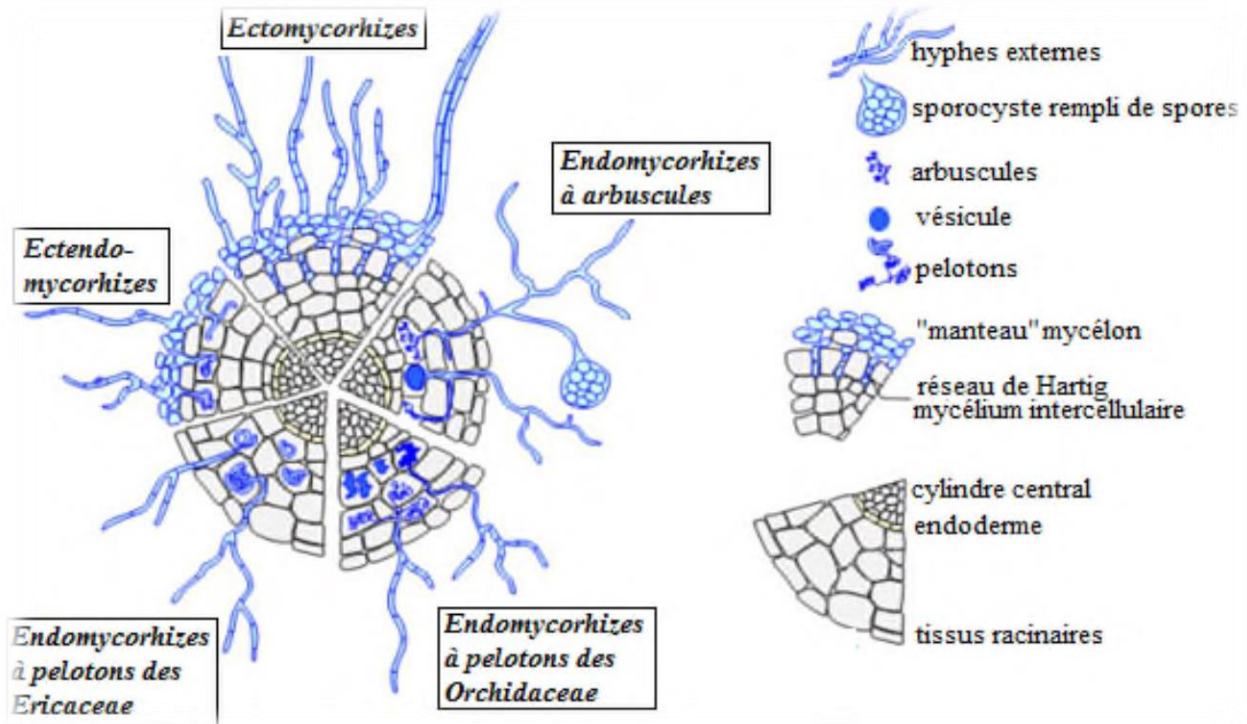 Ectomycorhizes
Endomycorhizes
à arbuscules
Ectendo-
mycorhizes
Endomycorhizes
à pelotons des
Ericaceae
Endomycorhizes
à pelotons des
Orchidaceae
hyphes externes
sporocyste rempli de spores
arbuscules
vésicule
pelotons
"manteau" mycélon
réseau de Hartig
mycélium intercellulaire
cylindre central
endoderme
tissus racinaires